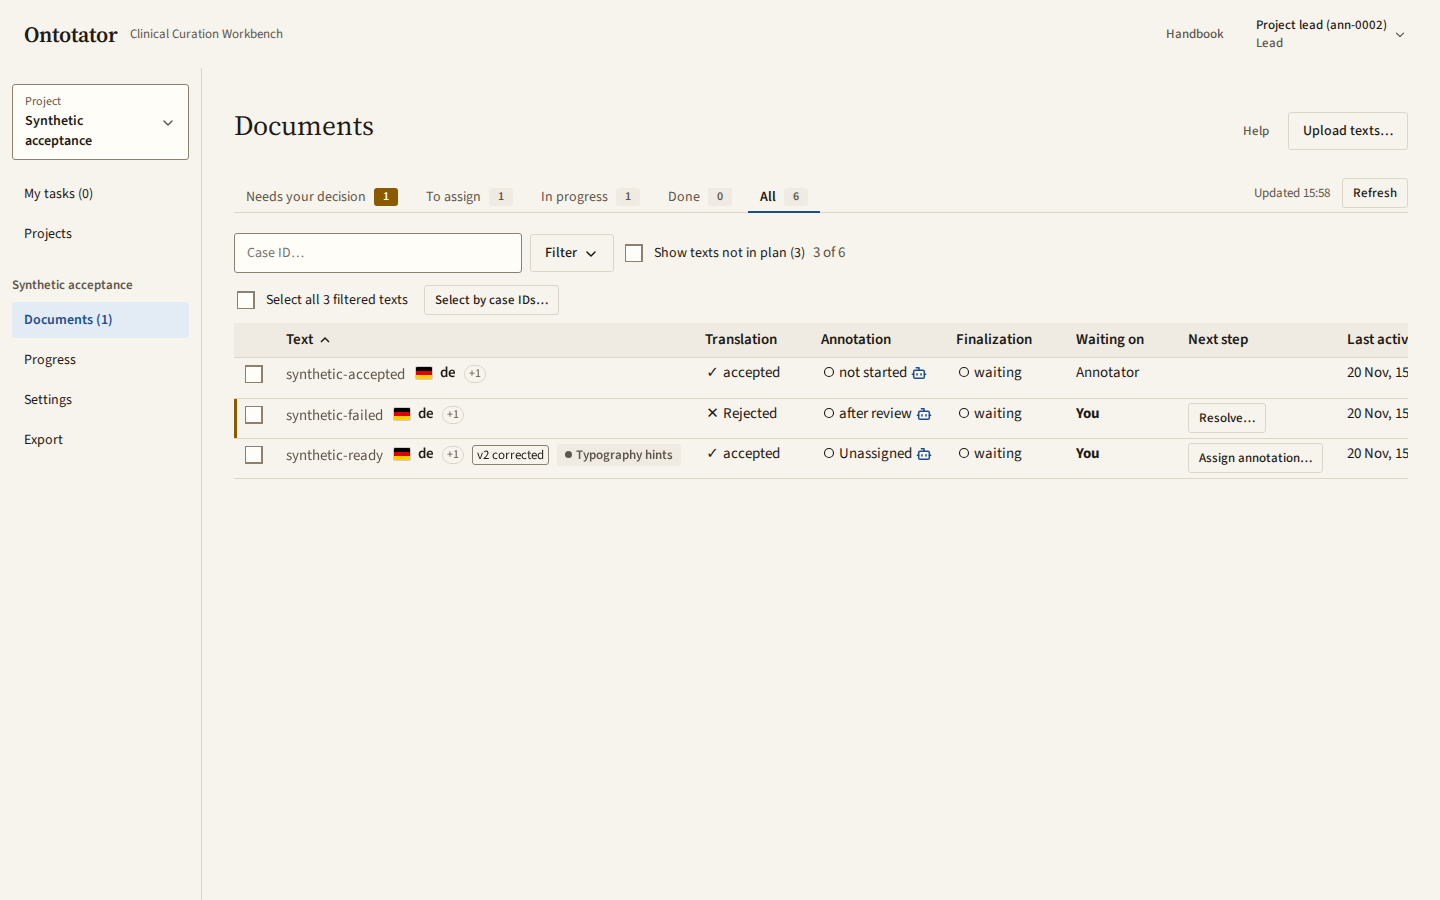 Ontotator Clinical Curation Workbench
Handbook
Project lead (ann-0002)
Lead
Project
Synthetic
acceptance
My tasks (0)
Projects
Synthetic acceptance
Documents (1)
Progress
Settings
Export
Documents
Help
Upload texts…
Needs your decision 1
To assign 1
In progress 1
Done 0
All 6
Updated 15:58
Refresh
Case ID…
Filter
Show texts not in plan (3) 3 of 6
Select all 3 filtered texts
Select by case IDs…
Text Translation Annotation Finalization Waiting on Next step Last activ
synthetic-accepted de +1 ✓ accepted not started waiting Annotator 20 Nov, 15
synthetic-failed de +1 ✕ Rejected after review waiting You Resolve… 20 Nov, 15
synthetic-ready de +1 v2 corrected Typography hints ✓ accepted Unassigned waiting You Assign annotation… 20 Nov, 15